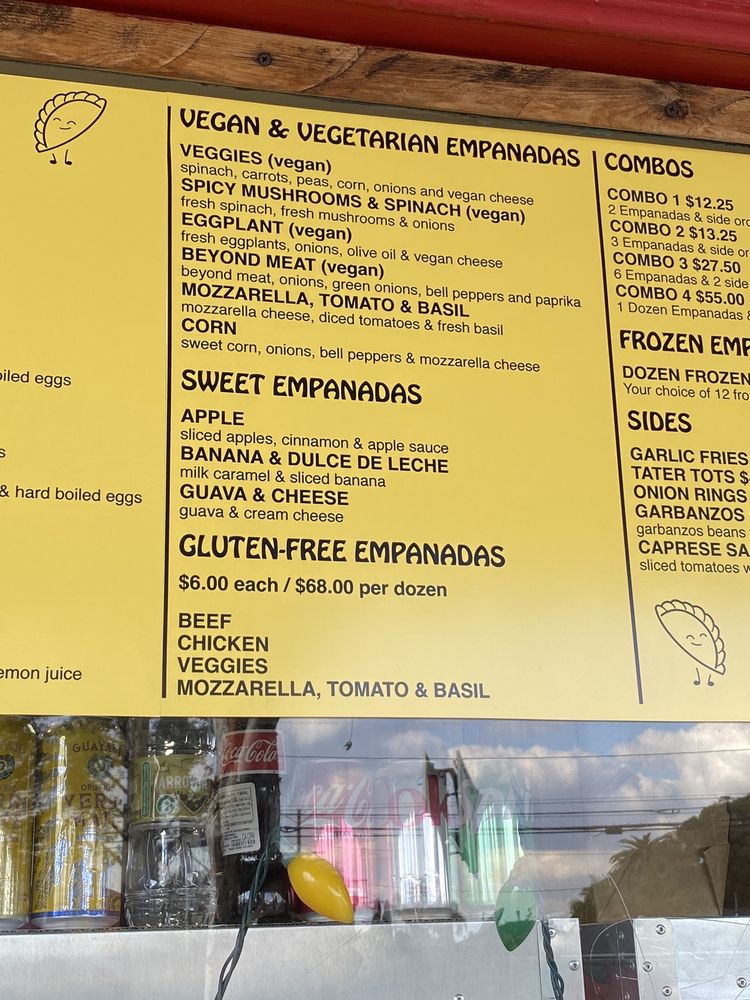 iled eggs
& hard boiled eggs
emon juice
VEGAN & VEGETARIAN EMPANADAS
VEGGIES (vegan)
spinach, carrots, peas, corn, onions and vegan cheese
SPICY MUSHROOMS & SPINACH (vegan)
fresh spinach, fresh mushrooms & onions
EGGPLANT (vegan)
fresh eggplants, onions, olive oil & vegan cheese
BEYOND MEAT (vegan)
beyond meat, onions, green onions, bell peppers and paprika
MOZZARELLA, TOMATO & BASIL
mozzarella cheese, diced tomatoes & fresh basil
CORN
sweet corn, onions, bell peppers & mozzarella cheese
SWEET EMPANADAS
APPLE
sliced apples, cinnamon & apple sauce
BANANA & DULCE DE LECHE
milk caramel & sliced banana
GUAVA & CHEESE
guava & cream cheese
GLUTEN-FREE EMPANADAS
$6.00 each / $68.00 per dozen
BEEF
CHICKEN
VEGGIES
MOZZARELLA, TOMATO & BASIL
COMBOS
COMBO 1 $12.25
2 Empanadas & side or
COMBO 2 $13.25
3 Empanadas & side or
COMBO 3 $27.50
6 Empanadas & 2 side
COMBO 4 $55.00
1 Dozen Empanadas &
FROZEN EMP
DOZEN FROZEN
Your choice of 12 fro
SIDES
GARLIC FRIES
TATER TOTS $
ONION RINGS
GARBANZOS
garbanzos beans
CAPRESE SA
sliced tomatoes w
GUAYA
Coca-Cola